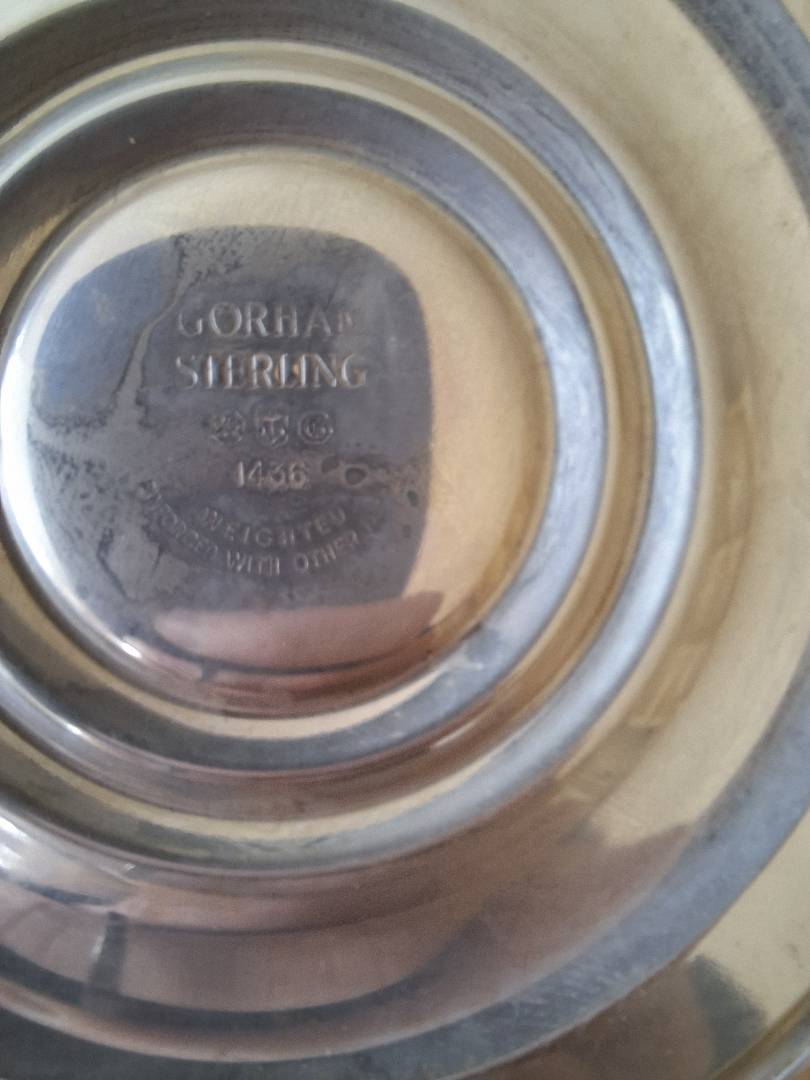 GORHAM
STERLING
G
1436
WEIGHTED
WITH OTHER